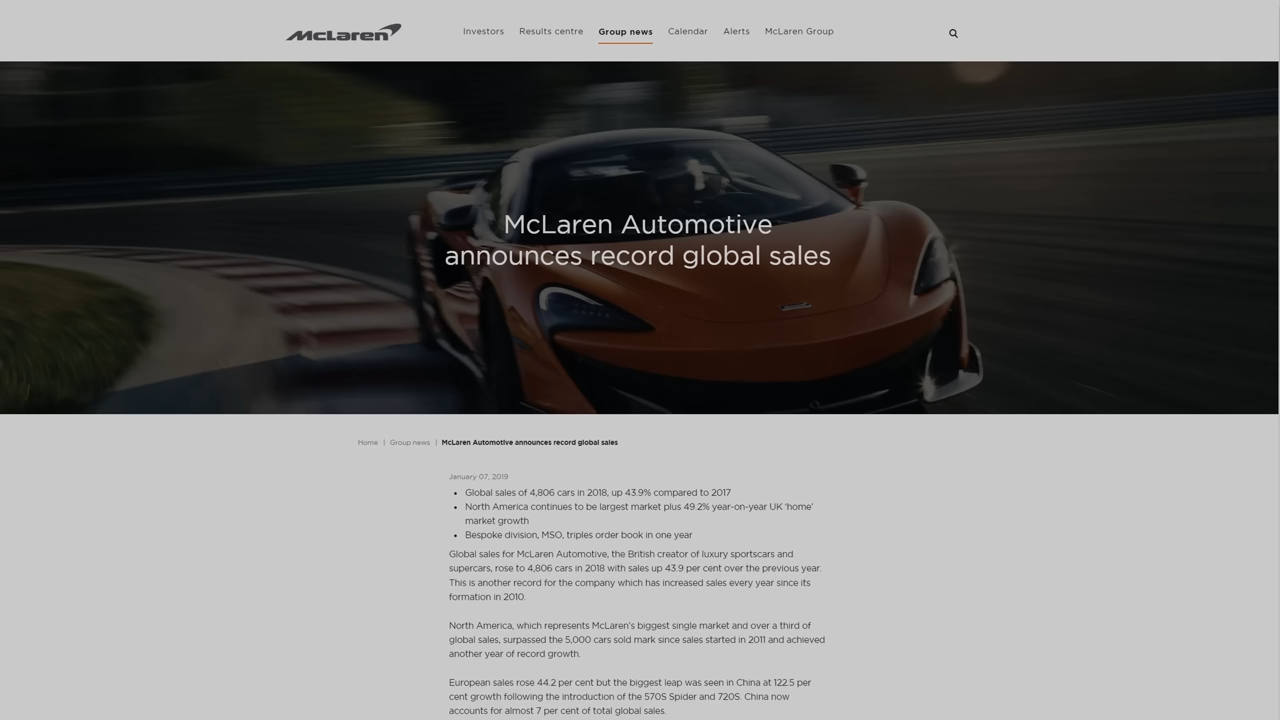 McLaren
Investors Results centre Group news Calendar Alerts McLaren Group
McLaren Automotive
announces record global sales
Home | Group news | McLaren Automotive announces record global sales
January 07, 2019
• Global sales of 4,806 cars in 2018, up 43.9% compared to 2017
• North America continues to be largest market plus 49.2% year-on-year UK 'home'
market growth
• Bespoke division, MSO, triples order book in one year
Global sales for McLaren Automotive, the British creator of luxury sportscars and
supercars, rose to 4,806 cars in 2018 with sales up 43.9 per cent over the previous year.
This is another record for the company which has increased sales every year since its
formation in 2010.
North America, which represents McLaren's biggest single market and over a third of
global sales, surpassed the 5,000 cars sold mark since sales started in 2011 and achieved
another year of record growth.
European sales rose 44.2 per cent but the biggest leap was seen in China at 122.5 per
cent growth following the introduction of the 570S Spider and 720S. China now
accounts for almost 7 per cent of total global sales.